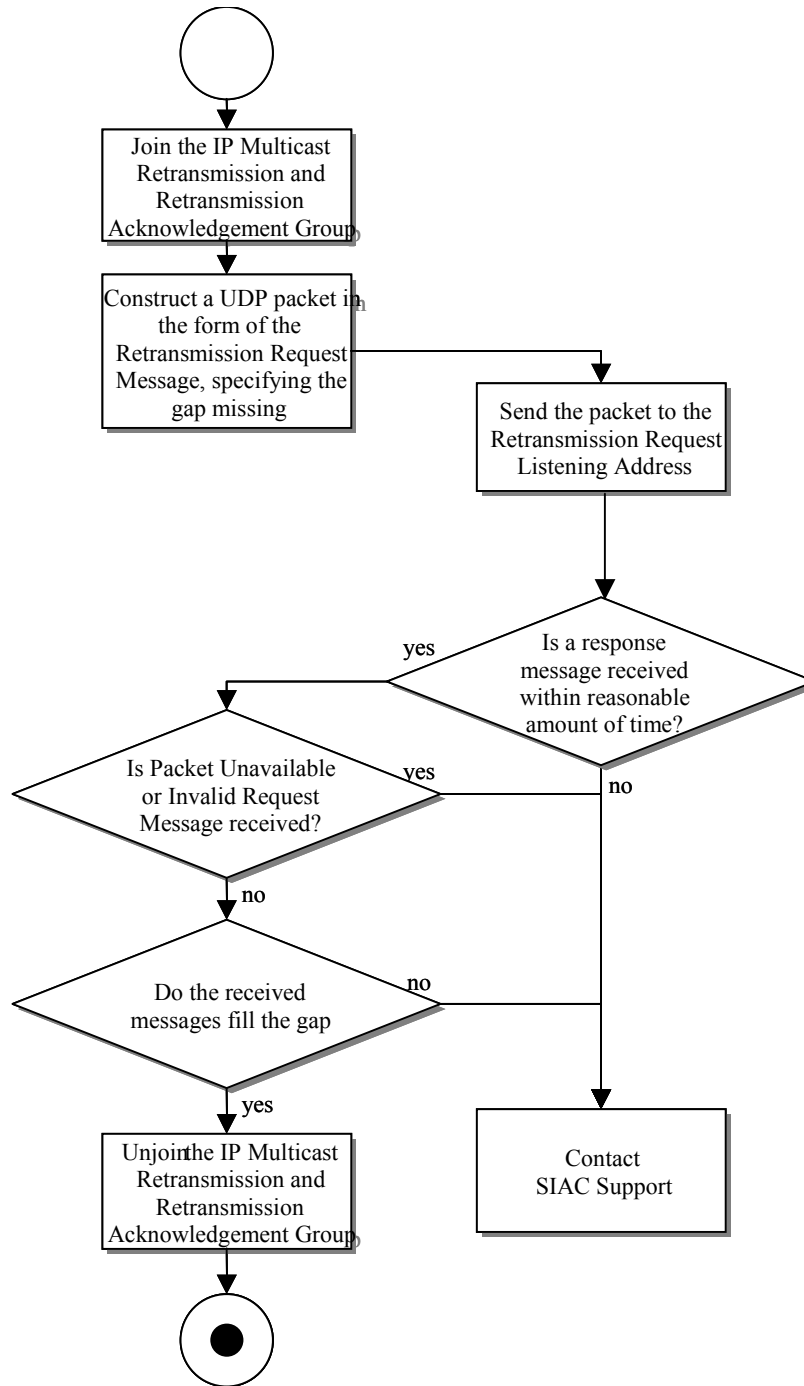 Join the IP Multicast
Retransmission and
Retransmission
Acknowledgement Group
Construct a UDP packet in
the form of the
Retransmission Request
Message, specifying the
gap missing
Send the packet to the
Retransmission Request
Listening Address
Is a response
message received
within reasonable
amount of time?
yes
no
Is Packet Unavailable
or Invalid Request
Message received?
yes
no
Do the received
messages fill the gap
no
yes
Unjoin the IP Multicast
Retransmission and
Retransmission
Acknowledgement Group
Contact
SIAC Support